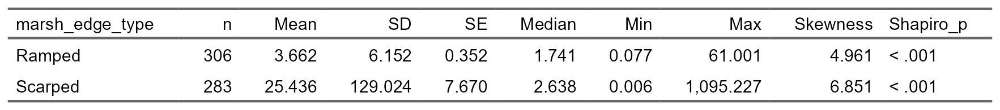 marsh_edge_type n Mean SD SE Median Min Max Skewness Shapiro_p
Ramped 306 3.662 6.152 0.352 1.741 0.077 61.001 4.961 < .001
Scarped 283 25.436 129.024 7.670 2.638 0.006 1,095.227 6.851 < .001